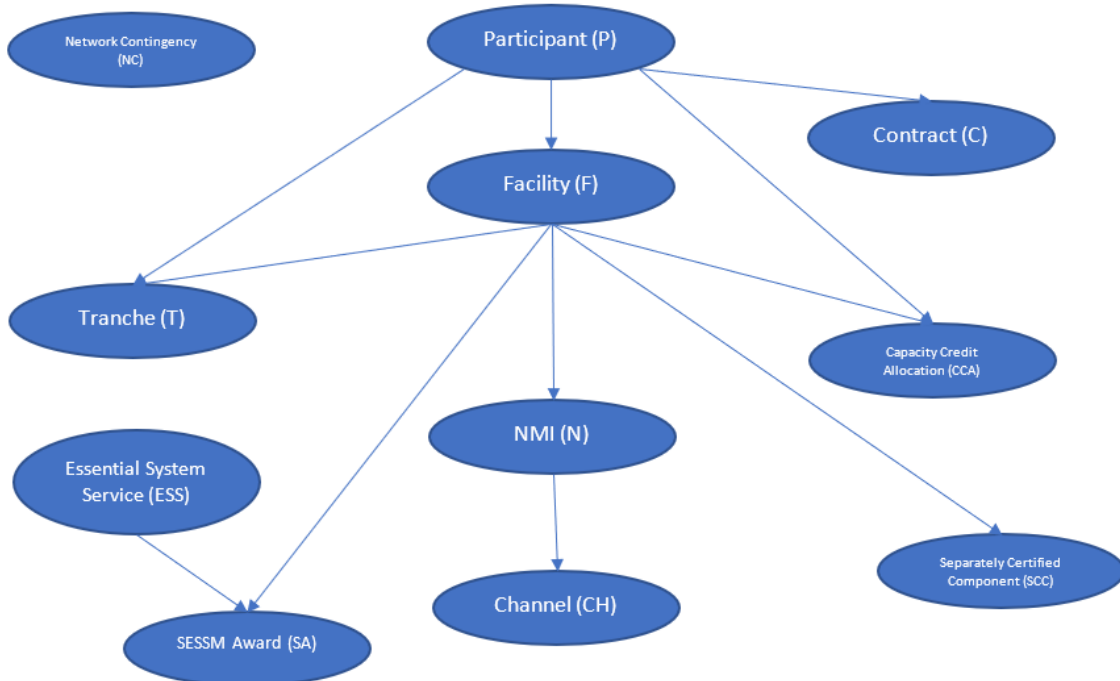 Network Contingency
(NC)
Participant (P)
Contract (C)
Facility (F)
Tranche (T)
Capacity Credit
Allocation (CCA)
NMI (N)
Essential System
Service (ESS)
Separately Certified
Component (SCC)
Channel (CH)
SESSM Award (SA)